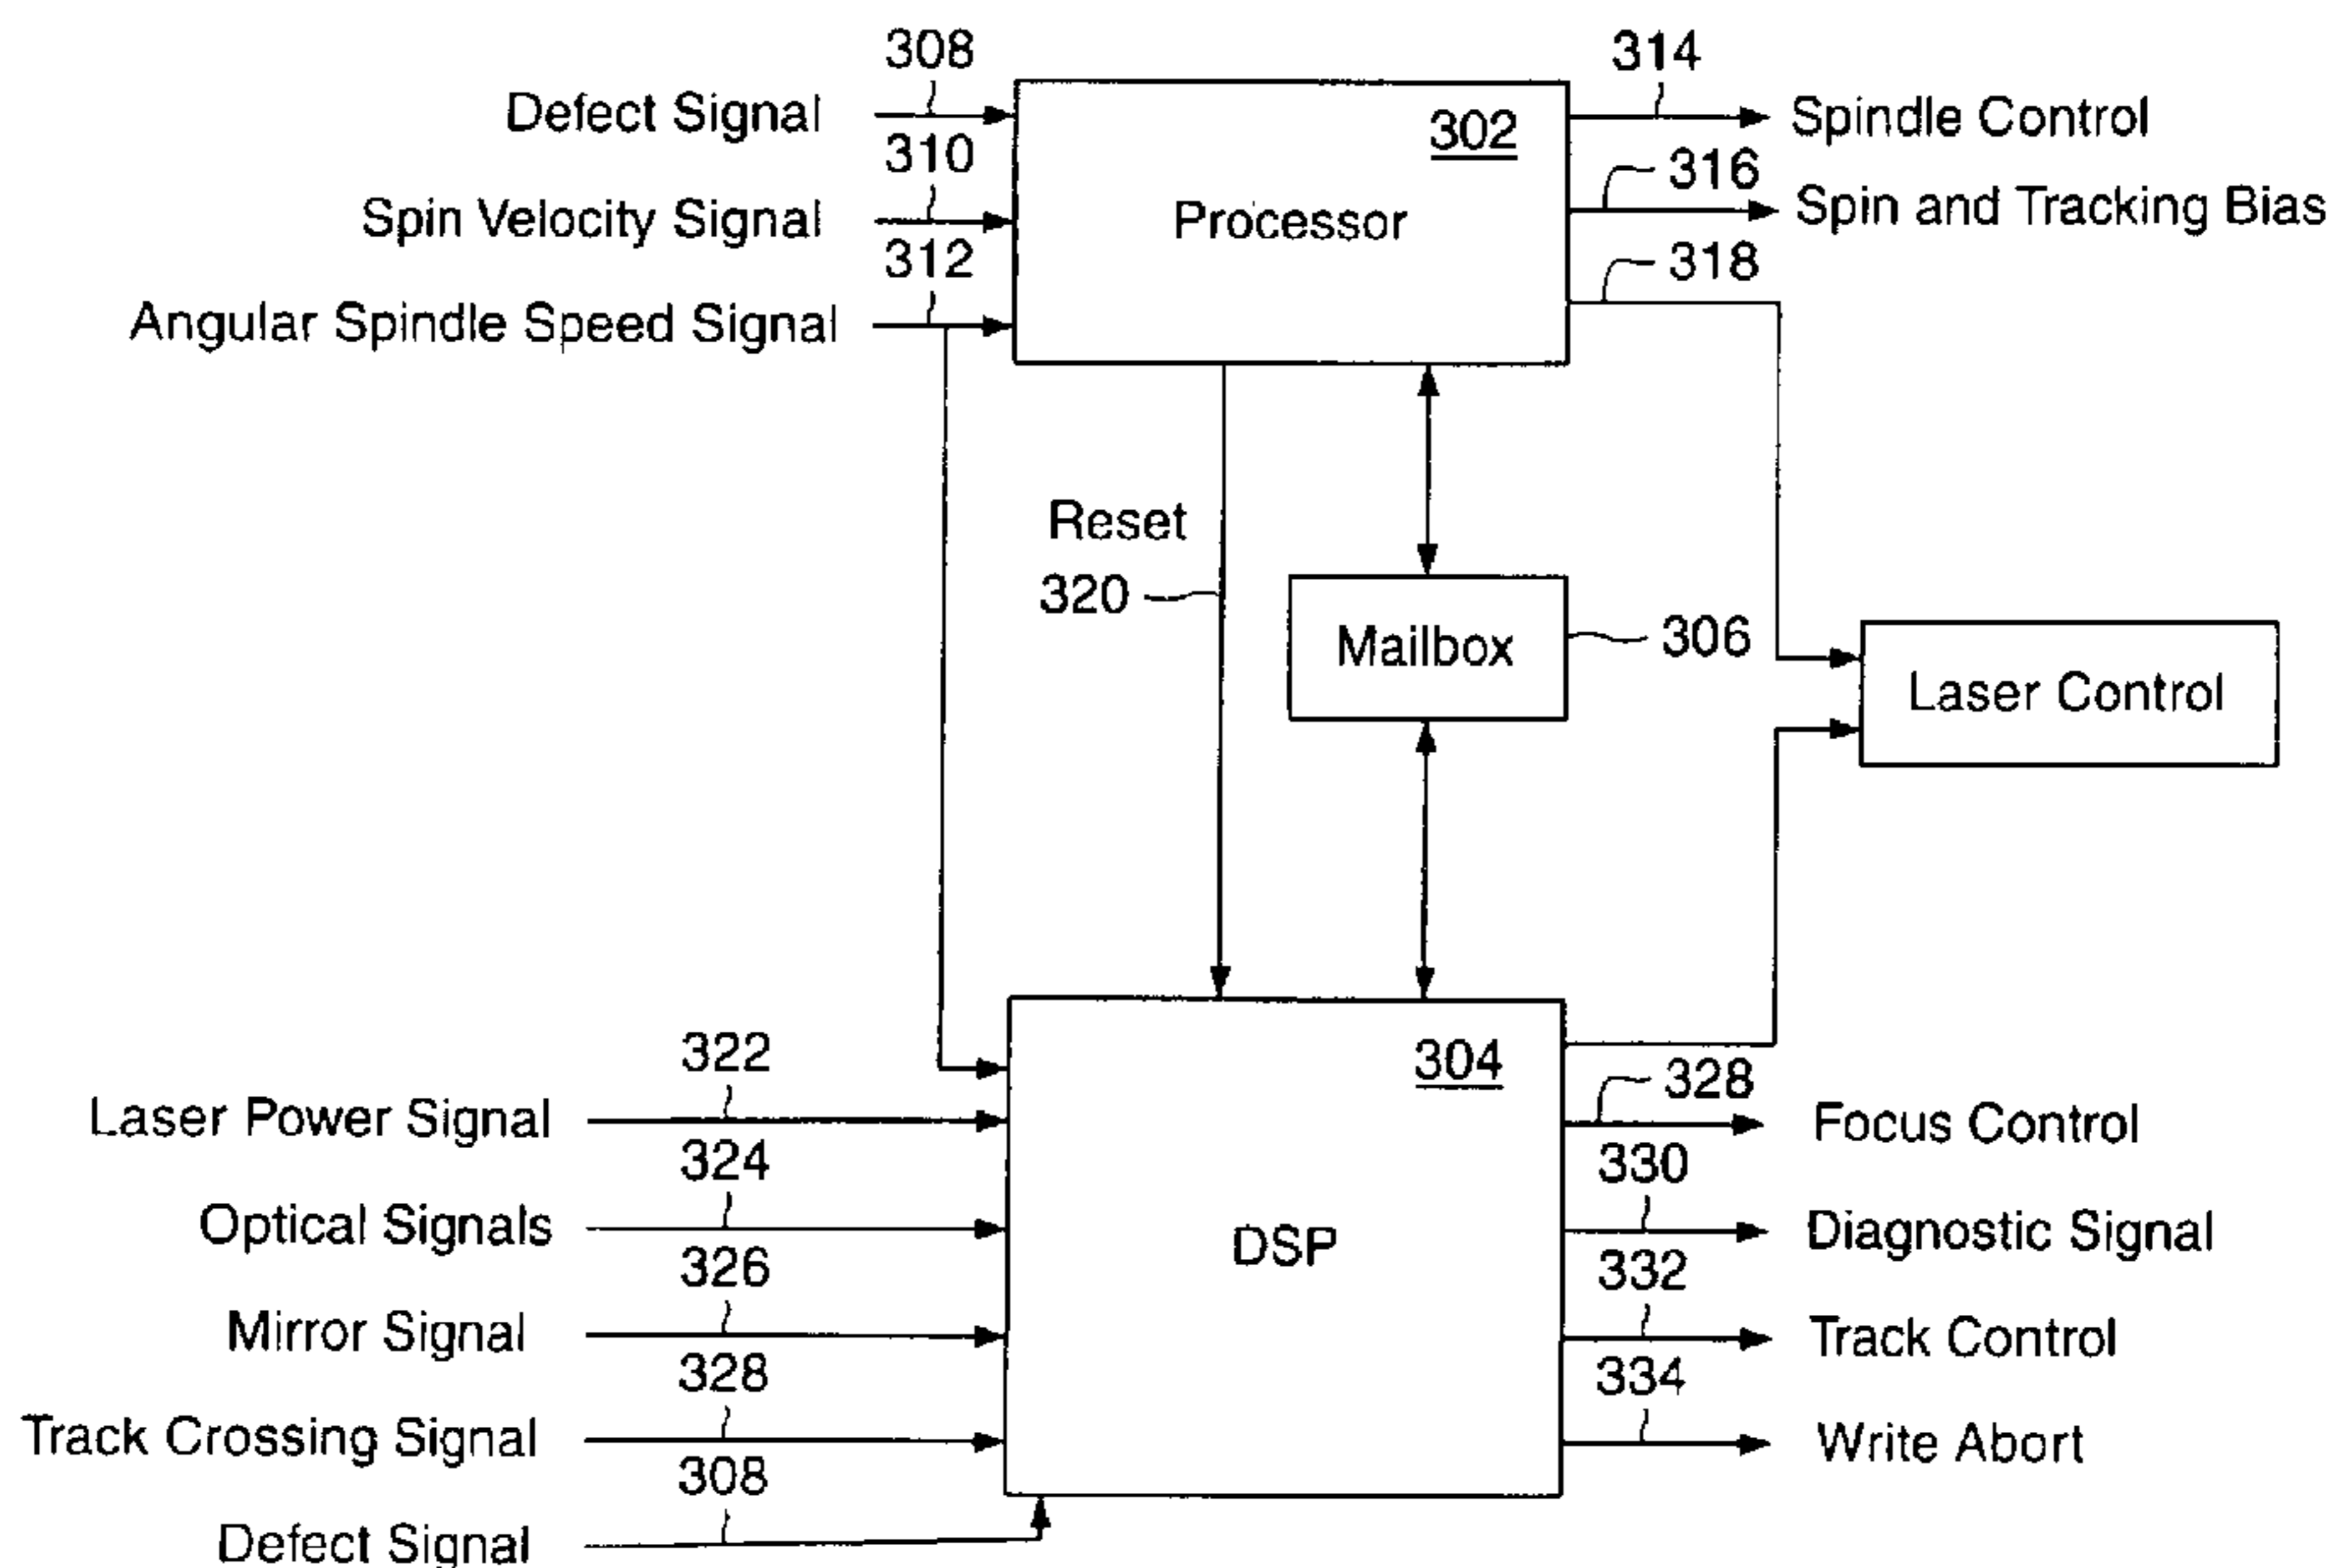 308
314
Defect Signal
302
Spindle Control
310
316
Spin Velocity Signal
Processor
Spin and Tracking Bias
312
318
Angular Spindle Speed Signal
Reset
320
Mailbox
306
Laser Control
322
304
328
Laser Power Signal
Focus Control
324
330
Optical Signals
DSP
Diagnostic Signal
326
332
Mirror Signal
Track Control
328
334
Track Crossing Signal
Write Abort
308
Defect Signal